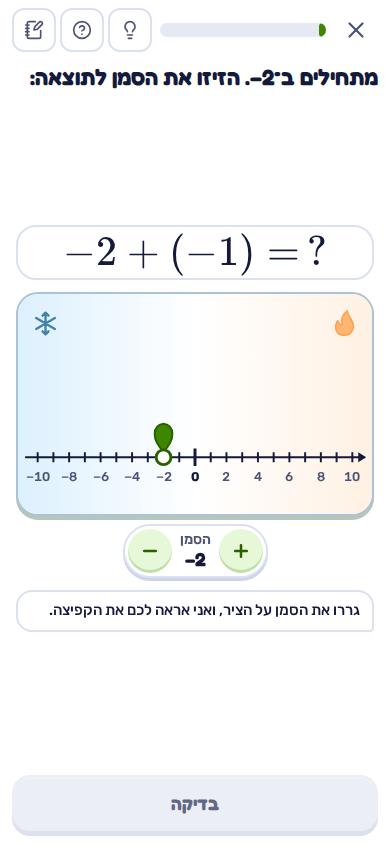 מתחילים ב־−2. הזיזו את הסמן לתוצאה:
−2 + (−1) = ?
−10 −8 −6 −4 −2 0 2 4 6 8 10
הסמן
−2
− +
גררו את הסמן על הציר, ואני אראה לכם את הקפיצה.
בדיקה